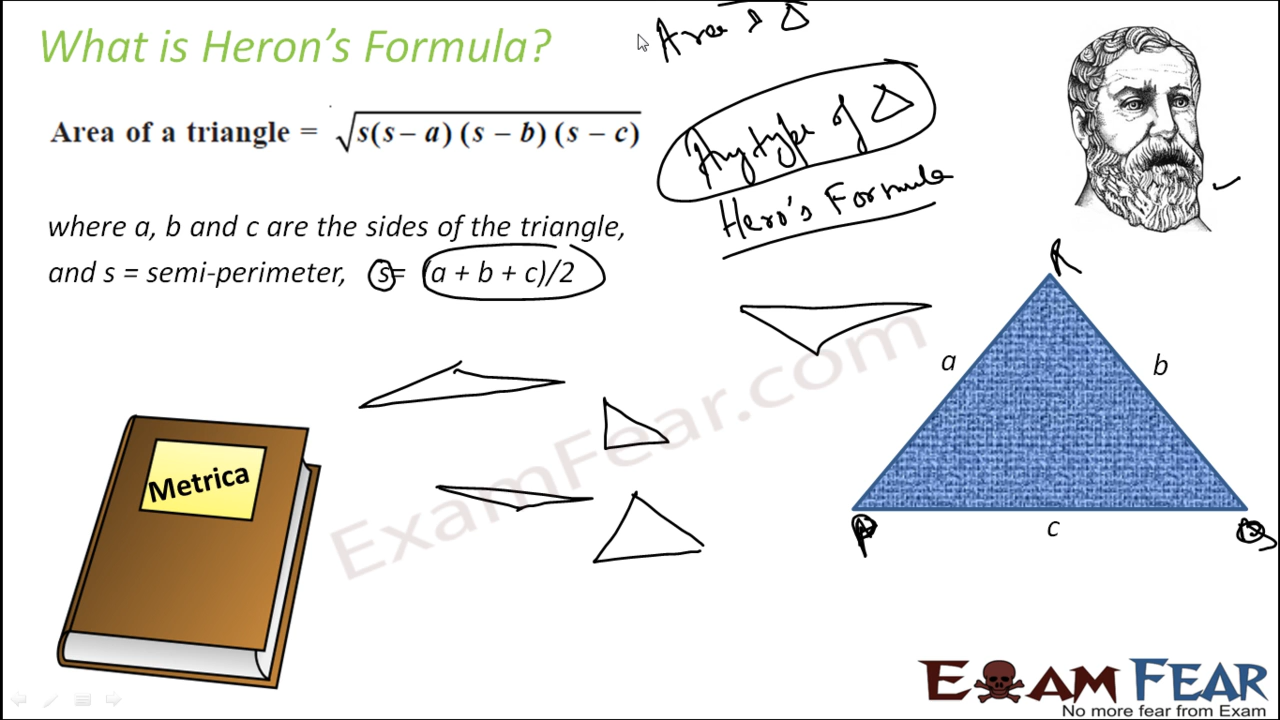 What is Heron's Formula?
Area of Δ
Area of a triangle = √s(s – a) (s – b) (s – c)
Any type of Δ
Hero's Formula
where a, b and c are the sides of the triangle,
and s = semi-perimeter, s= (a + b + c)/2
R
a
b
c
P
Metrica
ExamFear.com
EXAM FEAR
No more fear from Exam